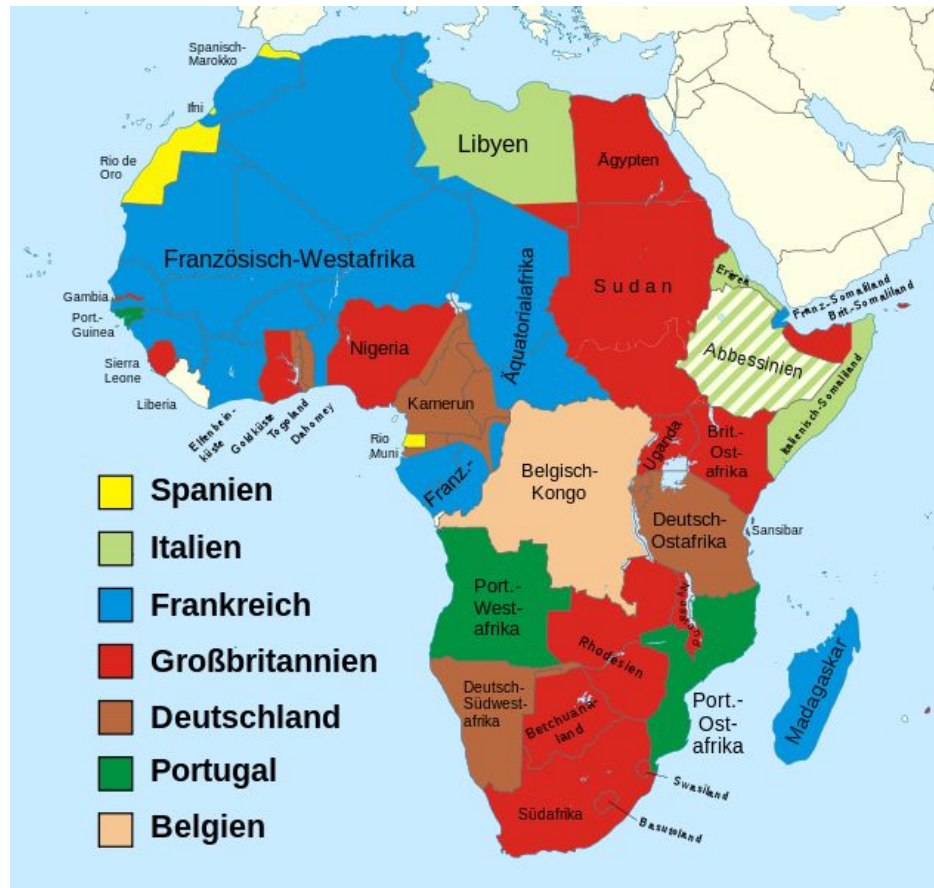 Spanisch-
Marokko
Ifni
Rio de
Oro
Libyen
Ägypten
Französisch-Westafrika
Äquatorialafrika
Sudan
Eritrea
Franz.-Somaliland
Brit.-Somaliland
Gambia
Port.-
Guinea
Sierra
Leone
Liberia
Elfenbein-
küste
Goldküste
Togoland
Dahomey
Nigeria
Kamerun
Rio
Muni
Franz.-
Abbessinien
Italienisch-Somaliland
Uganda
Brit.-
Ost-
afrika
Belgisch-
Kongo
Deutsch-
Ostafrika
Sansibar
Port.-
West-
afrika
Rhodesien
Deutsch-
Südwest-
afrika
Betchuana-
land
Port.-
Ost-
afrika
Madagaskar
Swasiland
Basutoland
Südafrika
Spanien
Italien
Frankreich
Großbritannien
Deutschland
Portugal
Belgien